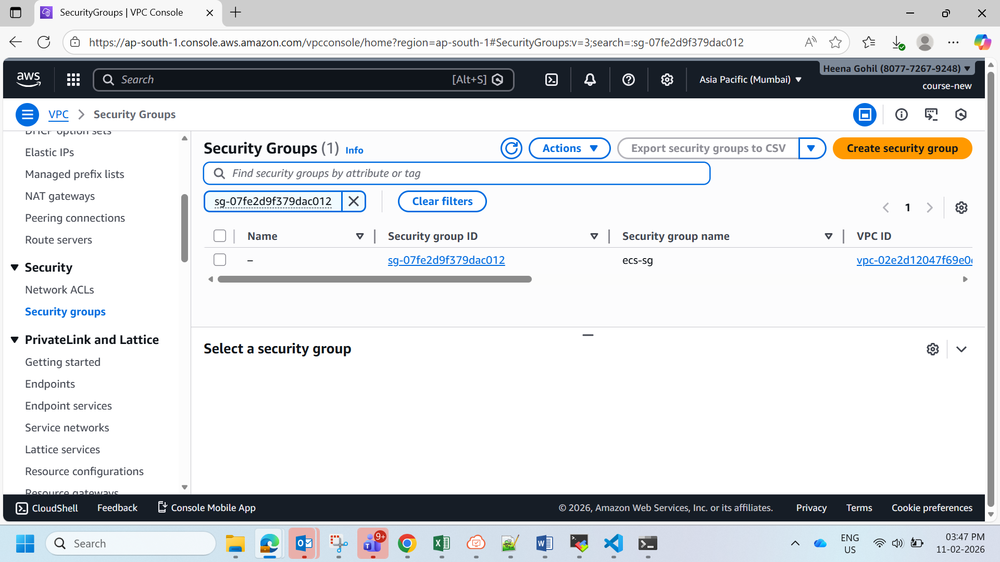 SecurityGroups | VPC Console
https://ap-south-1.console.aws.amazon.com/vpcconsole/home?region=ap-south-1#SecurityGroups:v=3;search=:sg-07fe2d9f379dac012
aws
Search
[Alt+S]
Asia Pacific (Mumbai)
Heena Gohil (8077-7267-9248)
course-new
VPC
Security Groups
DHCP option sets
Elastic IPs
Managed prefix lists
NAT gateways
Peering connections
Route servers
Security
Network ACLs
Security groups
PrivateLink and Lattice
Getting started
Endpoints
Endpoint services
Service networks
Lattice services
Resource configurations
Resource gateways
Security Groups (1) Info
Actions
Export security groups to CSV
Create security group
Find security groups by attribute or tag
sg-07fe2d9f379dac012
Clear filters
1
Name
Security group ID
Security group name
VPC ID
–
sg-07fe2d9f379dac012
ecs-sg
vpc-02e2d12047f69e0
Select a security group
CloudShell
Feedback
Console Mobile App
© 2026, Amazon Web Services, Inc. or its affiliates.
Privacy
Terms
Cookie preferences
Search
9+
ENG
US
03:47 PM
11-02-2026